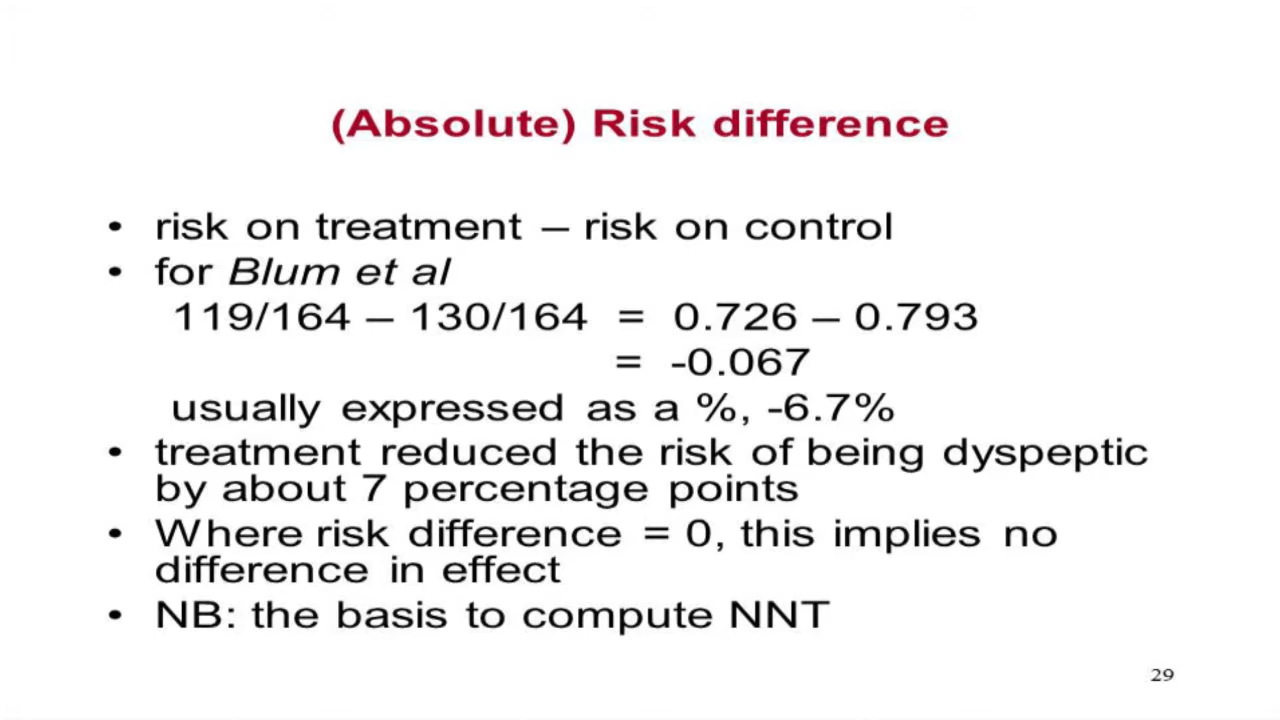 (Absolute) Risk difference
• risk on treatment – risk on control
• for Blum et al
119/164 – 130/164 = 0.726 – 0.793
= -0.067
usually expressed as a %, -6.7%
• treatment reduced the risk of being dyspeptic
by about 7 percentage points
• Where risk difference = 0, this implies no
difference in effect
• NB: the basis to compute NNT
29